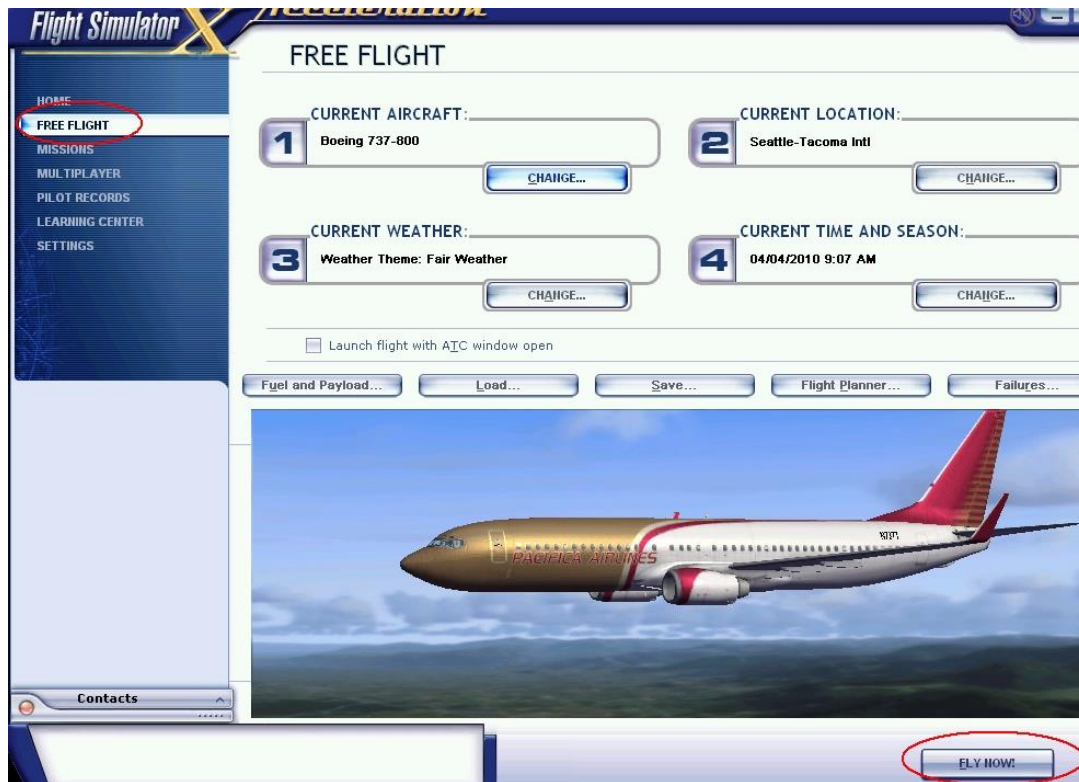 Flight Simulator X
Acceleration
FREE FLIGHT
HOME
FREE FLIGHT
MISSIONS
MULTIPLAYER
PILOT RECORDS
LEARNING CENTER
SETTINGS
CURRENT AIRCRAFT:
1
Boeing 737-800
CHANGE...
CURRENT LOCATION:
2
Seattle-Tacoma Intl
CHANGE...
CURRENT WEATHER:
3
Weather Theme: Fair Weather
CHANGE...
CURRENT TIME AND SEASON:
4
04/04/2010 9:07 AM
CHANGE...
Launch flight with ATC window open
Fuel and Payload... Load... Save... Flight Planner... Failures...
PACIFICA AIRLINES
Contacts
FLY NOW!